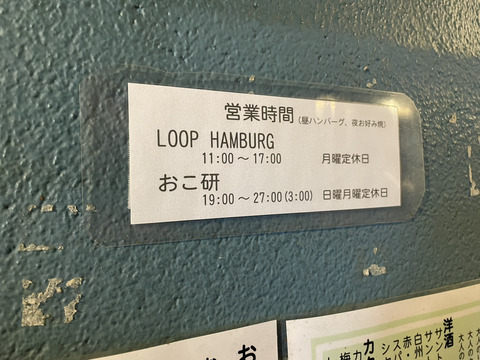 営業時間(昼ハンバーグ、夜お好み焼)
LOOP HAMBURG
11:00～17:00 月曜定休日
おこ研
19:00～27:00(3:00) 日曜月曜定休日
洋酒